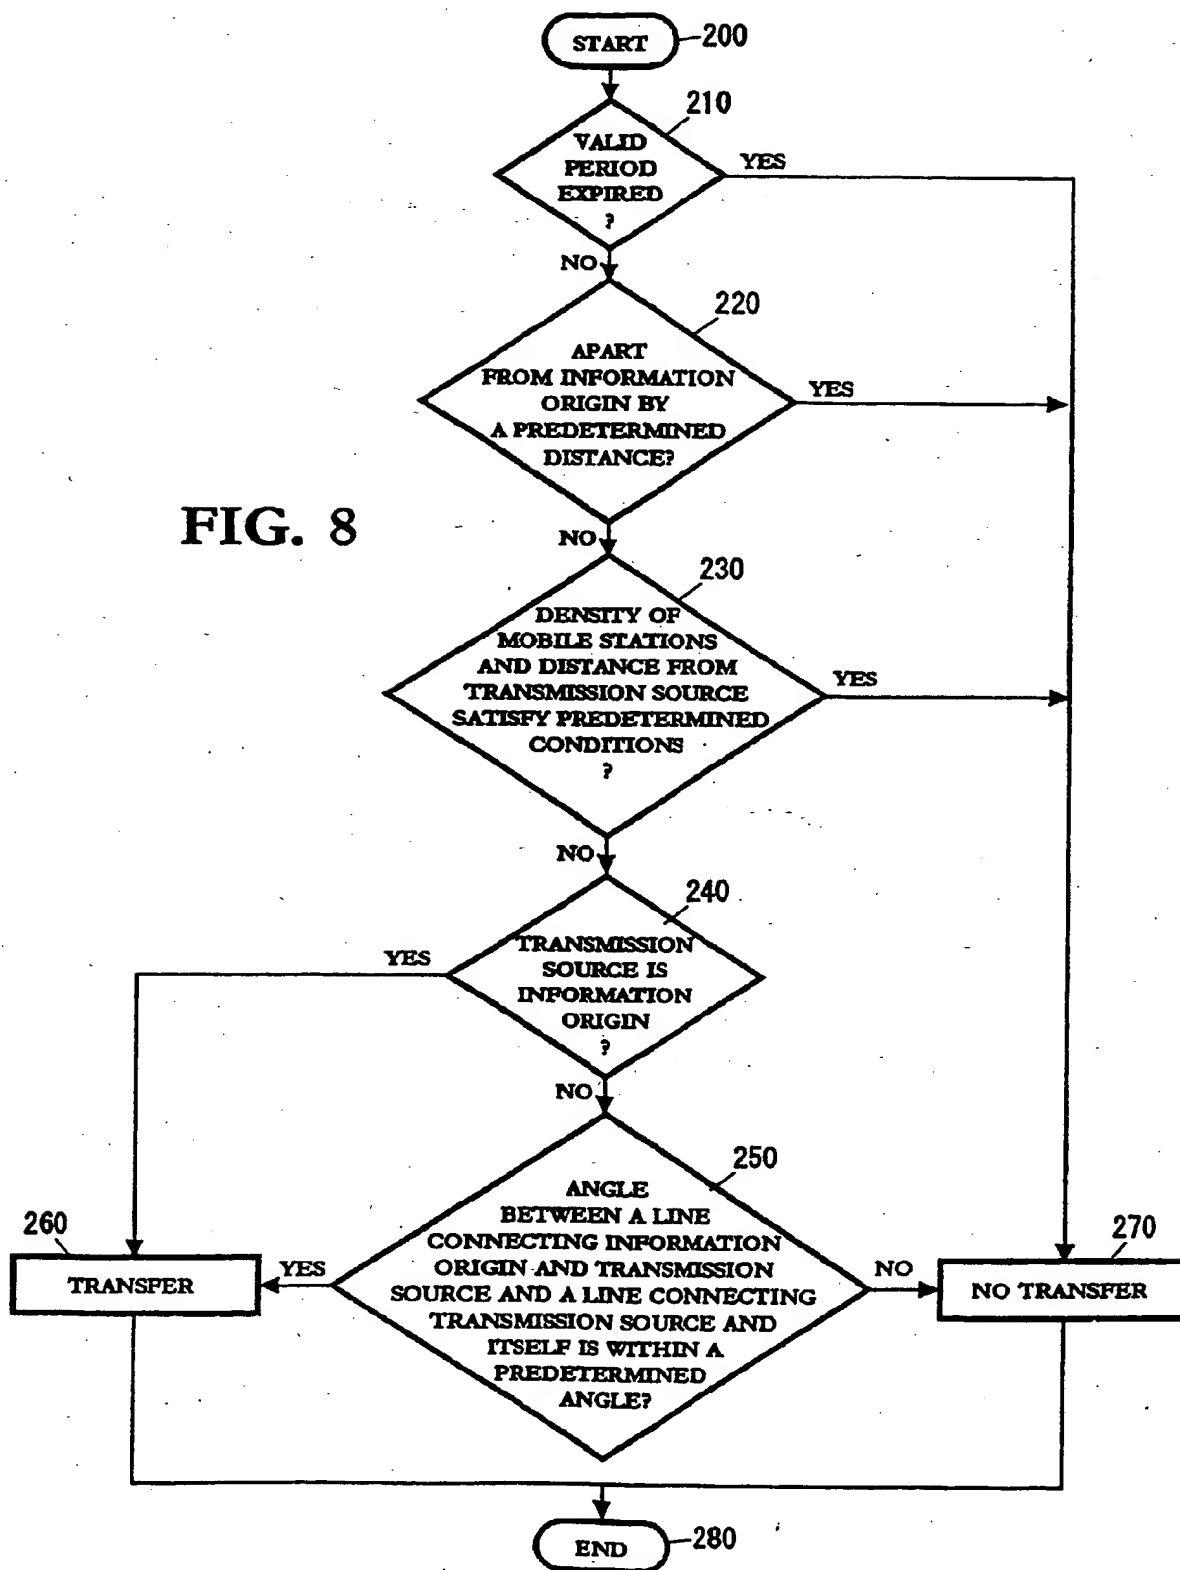 START
200
210
VALID
PERIOD
EXPIRED
?
YES
NO
220
APART
FROM INFORMATION
ORIGIN BY
A PREDETERMINED
DISTANCE?
YES
FIG. 8
NO
230
DENSITY OF
MOBILE STATIONS
AND DISTANCE FROM
TRANSMISSION SOURCE
SATISFY PREDETERMINED
CONDITIONS
?
YES
NO
240
TRANSMISSION
SOURCE IS
INFORMATION
ORIGIN
?
YES
NO
250
ANGLE
BETWEEN A LINE
CONNECTING INFORMATION
ORIGIN AND TRANSMISSION
SOURCE AND A LINE CONNECTING
TRANSMISSION SOURCE AND
ITSELF IS WITHIN A
PREDETERMINED
ANGLE?
260
TRANSFER
YES
NO
270
NO TRANSFER
END
280